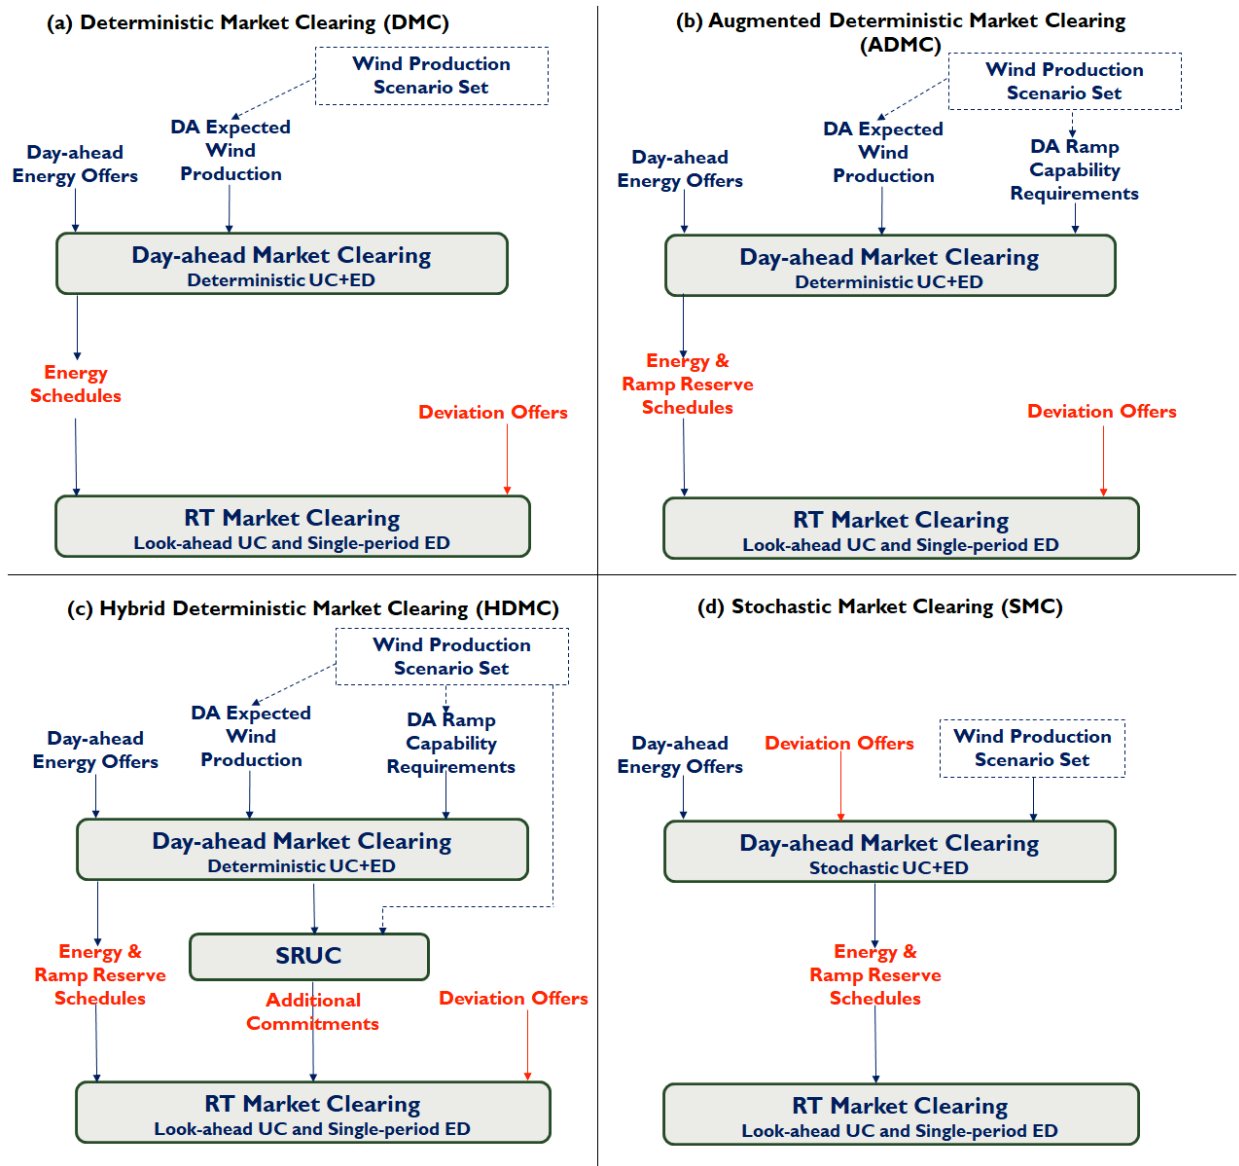 (a) Deterministic Market Clearing (DMC)
Wind Production
Scenario Set
DA Expected
Wind
Production
Day-ahead
Energy Offers
Day-ahead Market Clearing
Deterministic UC+ED
Energy
Schedules
Deviation Offers
RT Market Clearing
Look-ahead UC and Single-period ED
(b) Augmented Deterministic Market Clearing
(ADMC)
Wind Production
Scenario Set
DA Expected
Wind
Production
DA Ramp
Capability
Requirements
Day-ahead
Energy Offers
Day-ahead Market Clearing
Deterministic UC+ED
Energy &
Ramp Reserve
Schedules
Deviation Offers
RT Market Clearing
Look-ahead UC and Single-period ED
(c) Hybrid Deterministic Market Clearing (HDMC)
Wind Production
Scenario Set
DA Expected
Wind
Production
DA Ramp
Capability
Requirements
Day-ahead
Energy Offers
Day-ahead Market Clearing
Deterministic UC+ED
SRUC
Energy &
Ramp Reserve
Schedules
Additional
Commitments
Deviation Offers
RT Market Clearing
Look-ahead UC and Single-period ED
(d) Stochastic Market Clearing (SMC)
Day-ahead
Energy Offers
Deviation Offers
Wind Production
Scenario Set
Day-ahead Market Clearing
Stochastic UC+ED
Energy &
Ramp Reserve
Schedules
RT Market Clearing
Look-ahead UC and Single-period ED